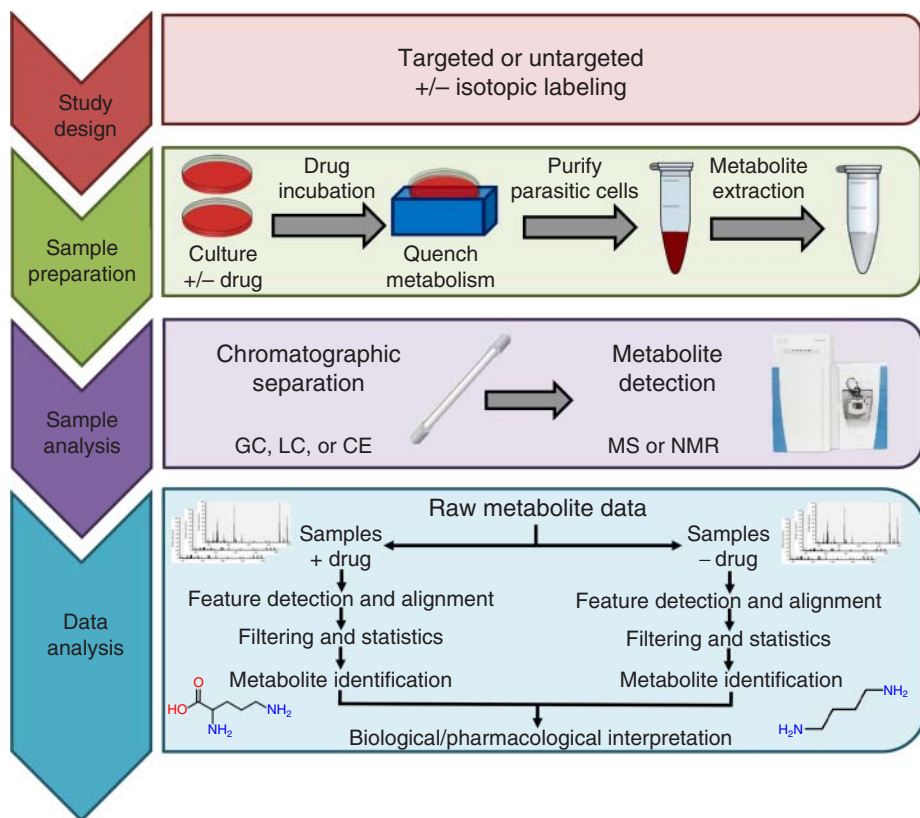 Study
design
Targeted or untargeted
+/– isotopic labeling
Sample
preparation
Culture
+/– drug
Drug
incubation
Quench
metabolism
Purify
parasitic cells
Metabolite
extraction
Sample
analysis
Chromatographic
separation
GC, LC, or CE
Metabolite
detection
MS or NMR
Data
analysis
Raw metabolite data
Samples
+ drug
Feature detection and alignment
Filtering and statistics
Metabolite identification
Samples
– drug
Feature detection and alignment
Filtering and statistics
Metabolite identification
O
HO
NH₂
NH₂
NH₂
H₂N
Biological/pharmacological interpretation